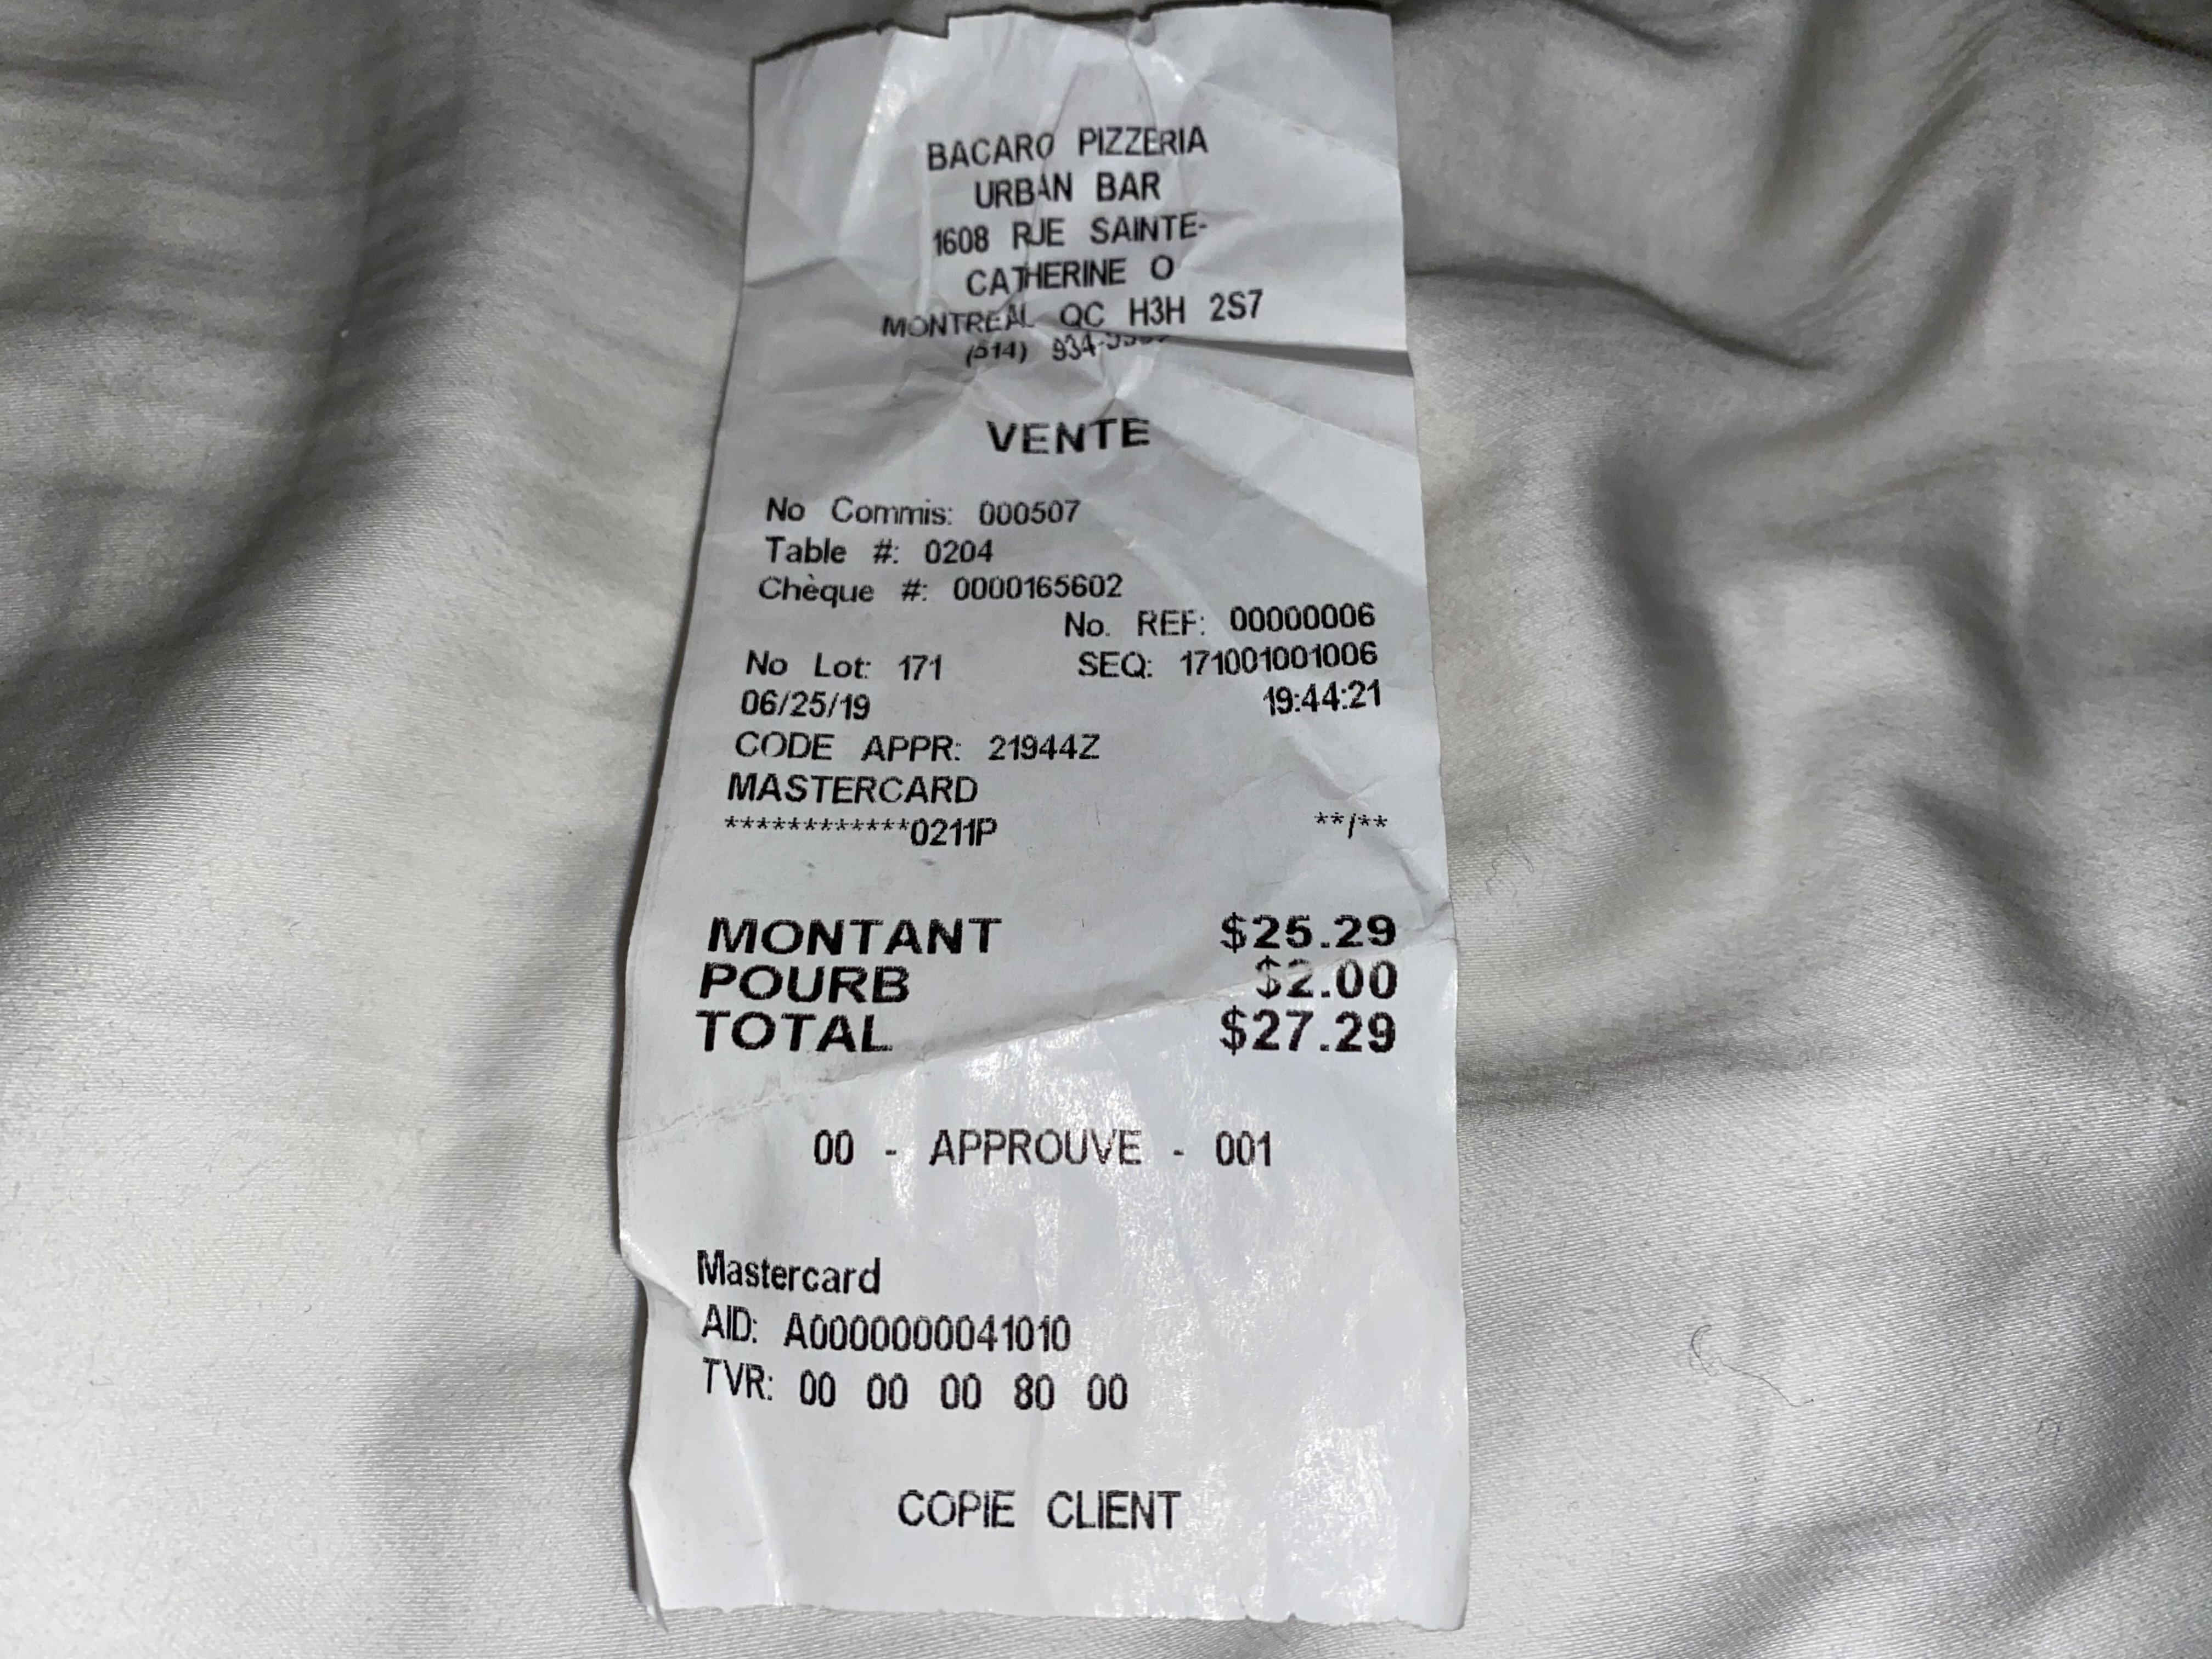 BACARO PIZZERIA
URBAN BAR
1608 RUE SAINTE-
CATHERINE O
MONTREAL QC H3H 2S7
(514)
VENTE
No Commis: 000507
Table #: 0204
Chèque #: 0000165602
No. REF: 00000006
No Lot: 171 SEQ: 171001001006
06/25/19 19:44:21
CODE APPR: 21944Z
MASTERCARD
************0211P **/**
MONTANT $25.29
POURB $2.00
TOTAL $27.29
00 - APPROUVE - 001
Mastercard
AID: A0000000041010
TVR: 00 00 00 80 00
COPIE CLIENT